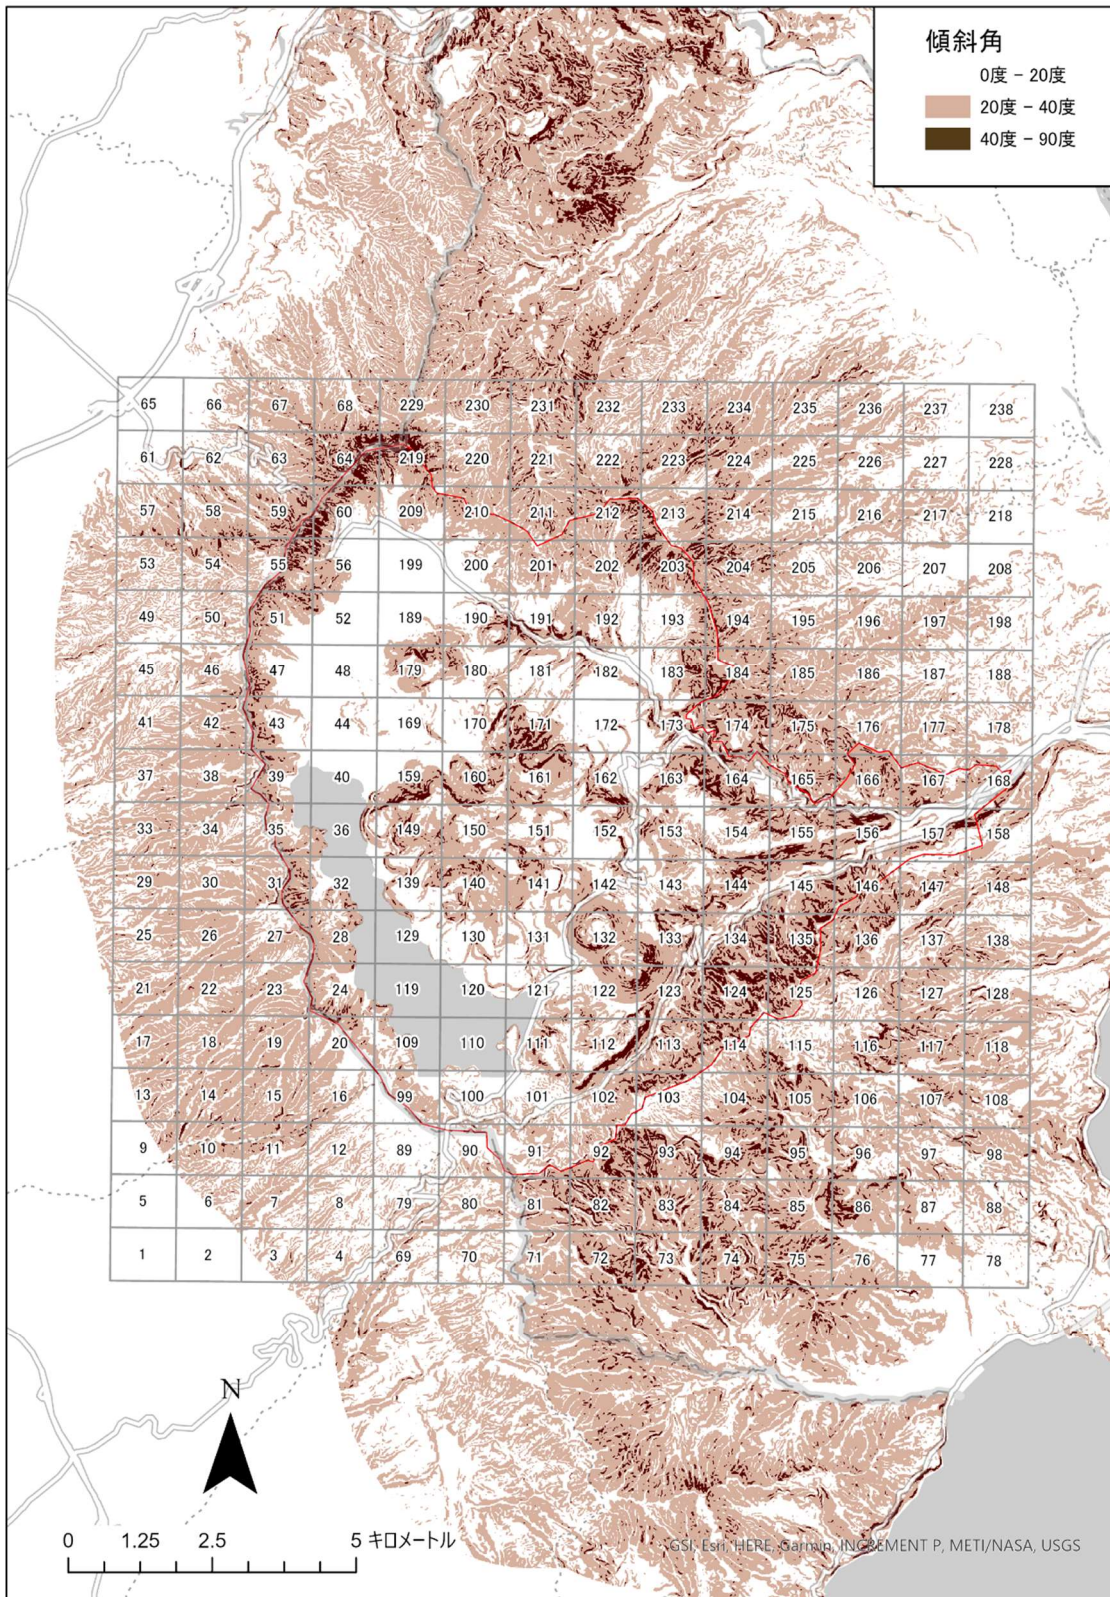 傾斜角
0度 - 20度
20度 - 40度
40度 - 90度
65 66 67 68 229 230 231 232 233 234 235 236 237 238
61 62 63 64 219 220 221 222 223 224 225 226 227 228
57 58 59 60 209 210 211 212 213 214 215 216 217 218
53 54 55 56 199 200 201 202 203 204 205 206 207 208
49 50 51 52 189 190 191 192 193 194 195 196 197 198
45 46 47 48 179 180 181 182 183 184 185 186 187 188
41 42 43 44 169 170 171 172 173 174 175 176 177 178
37 38 39 40 159 160 161 162 163 164 165 166 167 168
33 34 35 36 149 150 151 152 153 154 155 156 157 158
29 30 31 32 139 140 141 142 143 144 145 146 147 148
25 26 27 28 129 130 131 132 133 134 135 136 137 138
21 22 23 24 119 120 121 122 123 124 125 126 127 128
17 18 19 20 109 110 111 112 113 114 115 116 117 118
13 14 15 16 99 100 101 102 103 104 105 106 107 108
9 10 11 12 89 90 91 92 93 94 95 96 97 98
5 6 7 8 79 80 81 82 83 84 85 86 87 88
1 2 3 4 69 70 71 72 73 74 75 76 77 78
N
0 1.25 2.5 5 キロメートル
GSI, Esri, HERE, Garmin, INCREMENT P, METI/NASA, USGS